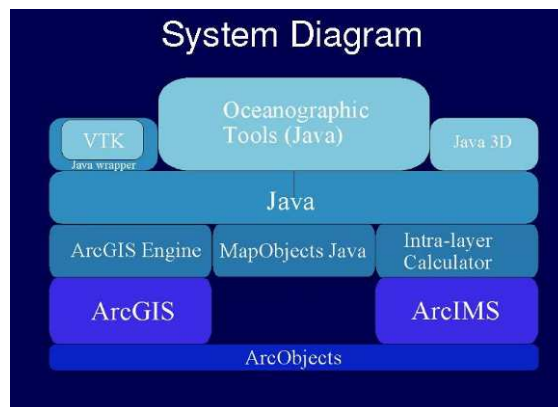 System Diagram
Oceanographic
Tools (Java)
VTK
Java wrapper
Java 3D
Java
ArcGIS Engine
MapObjects Java
Intra-layer
Calculator
ArcGIS
ArcIMS
ArcObjects